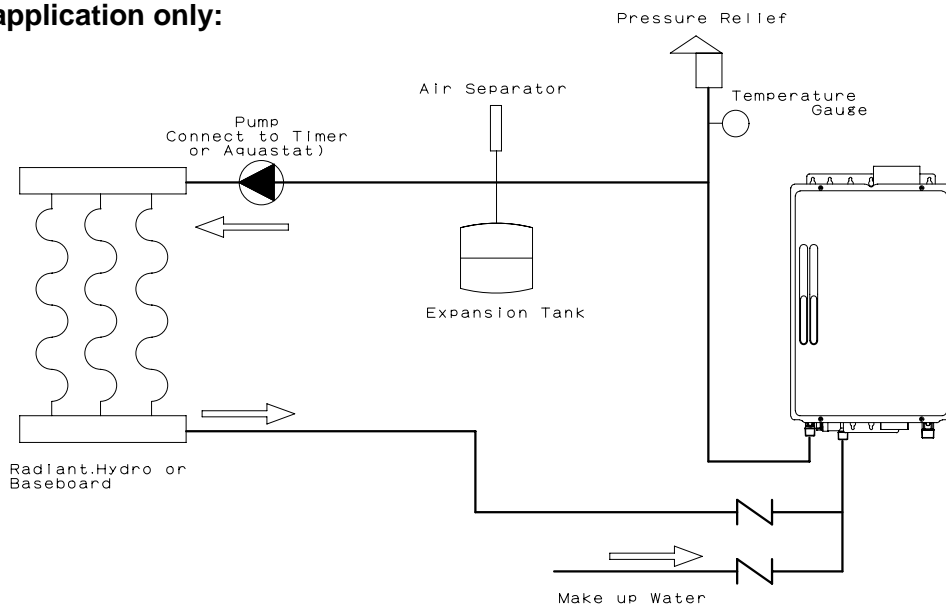 application only:
Pressure Relief
Air Separator
Temperature
Gauge
Pump
Connect to Timer
or Aquastat)
Expansion Tank
Radiant.Hydro or
Baseboard
Make up Water